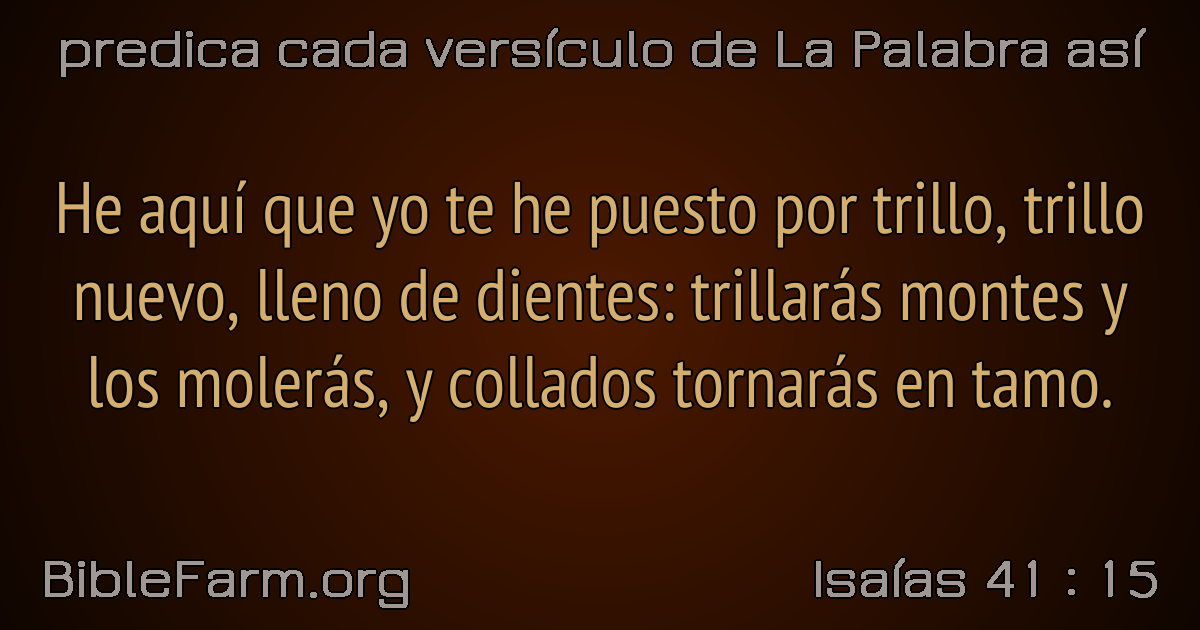 predica cada versículo de La Palabra así
He aquí que yo te he puesto por trillo, trillo
nuevo, lleno de dientes: trillarás montes y
los molerás, y collados tornarás en tamo.
BibleFarm.org
Isaías 41 : 15